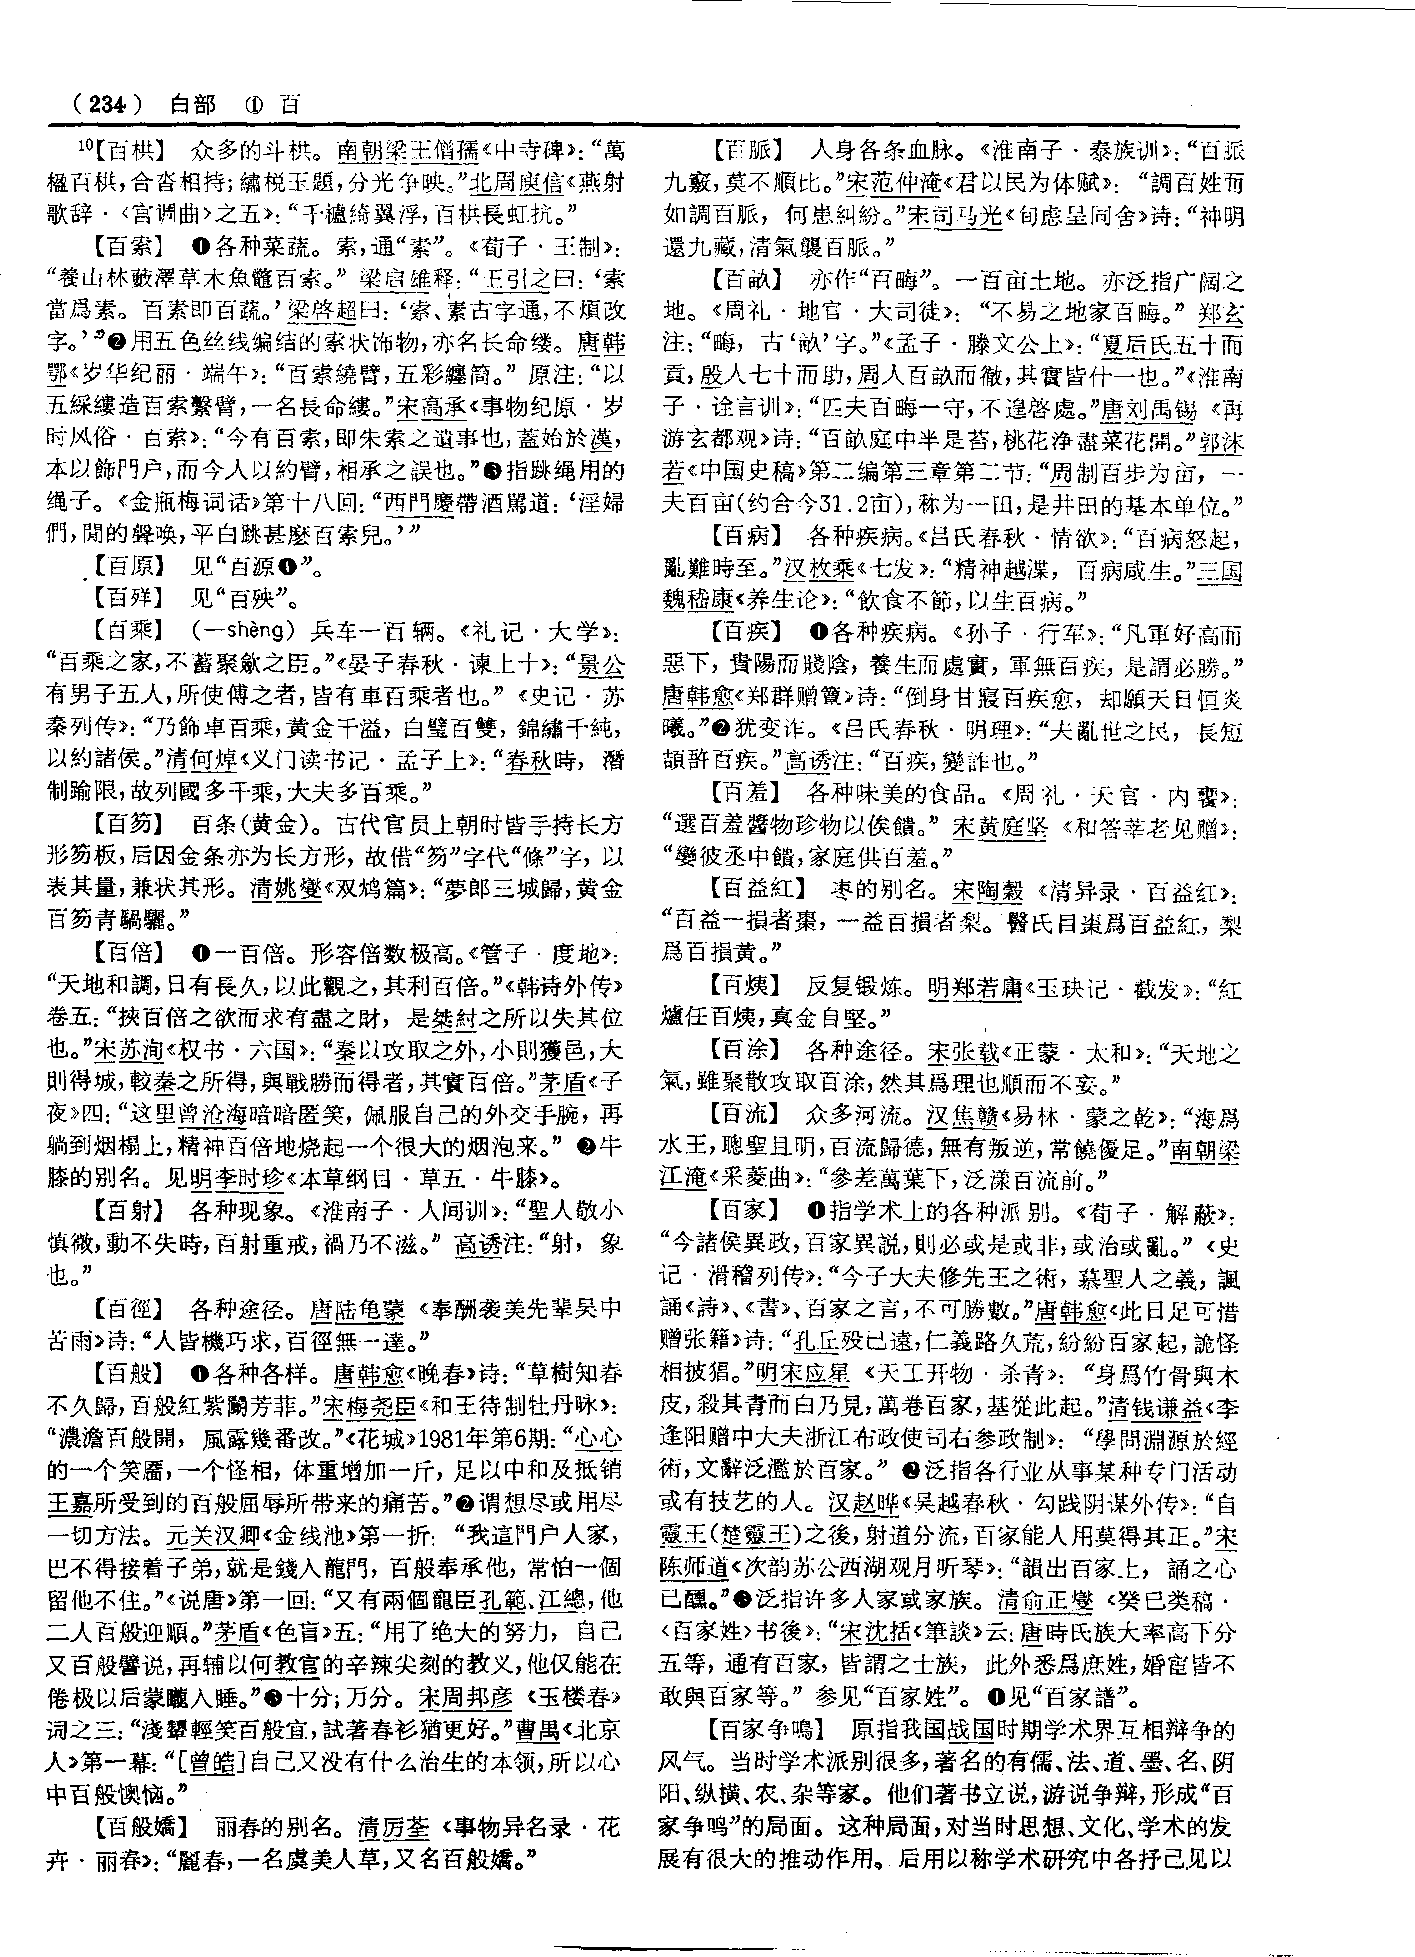 （234） 白部 ① 百
¹⁰【百栱】 众多的斗栱。南朝梁王僧孺《中寺碑》：“萬
楹百栱，合沓相持；繡棁玉題，分光争映。”北周庾信《燕射
歌辞·〈宫调曲〉之五》：“千櫨绮翼浮，百栱長虹抗。”
【百索】 ❶各种菜蔬。索，通“素”。《荀子·王制》：
“養山林藪澤草木魚鼈百索。”梁启雄释：“王引之曰：‘索
當爲素。百素即百蔬。’梁啓超曰：‘索、素古字通，不煩改
字。’”❷用五色丝线编结的索状饰物，亦名长命缕。唐韩
鄂《岁华纪丽·端午》：“百索繞臂，五彩纏筒。”原注：“以
五綵縷造百索繫臂，一名長命縷。”宋高承《事物纪原·岁
时风俗·百索》：“今有百索，即朱索之遺事也，蓋始於漢，
本以飾門户，而今人以約臂，相承之誤也。”❸指跳绳用的
绳子。《金瓶梅词话》第十八回：“西門慶帶酒駡道：‘淫婦
們，閒的聲唤，平白跳甚麽百索兒。’”
【百原】 见“百源❶”。
【百殃】 见“百殃”。
【百乘】 （—shèng）兵车一百辆。《礼记·大学》：
“百乘之家，不蓄聚斂之臣。”《晏子春秋·谏上十》：“景公
有男子五人，所使傅之者，皆有車百乘者也。”《史记·苏
秦列传》：“乃飾車百乘，黄金千溢，白璧百雙，錦繡千純，
以約諸侯。”清何焯《义门读书记·孟子上》：“春秋時，潛
制踰限，故列國多千乘，大夫多百乘。”
【百笏】 百条（黄金）。古代官员上朝时皆手持长方
形笏板，后因金条亦为长方形，故借“笏”字代“條”字，以
表其量，兼状其形。清姚燮《双鸩篇》：“夢郎三城歸，黄金
百笏青騧驪。”
【百倍】 ❶一百倍。形容倍数极高。《管子·度地》：
“天地和調，日有長久，以此觀之，其利百倍。”《韩诗外传》
卷五：“挾百倍之欲而求有盡之財，是桀紂之所以失其位
也。”宋苏洵《权书·六国》：“秦以攻取之外，小則獲邑，大
則得城，較秦之所得，與戰勝而得者，其實百倍。”茅盾《子
夜》四：“这里曾沧海暗暗匿笑，佩服自己的外交手腕，再
躺到烟榻上，精神百倍地烧起一个很大的烟泡来。”❷牛
膝的别名。见明李时珍《本草纲目·草五·牛膝》。
【百射】 各种现象。《淮南子·人间训》：“聖人敬小
慎微，動不失時，百射重戒，禍乃不滋。”高诱注：“射，象
也。”
【百徑】 各种途径。唐陆龟蒙《奉酬袭美先辈吴中
苦雨》诗：“人皆機巧求，百徑無一達。”
【百般】 ❶各种各样。唐韩愈《晚春》诗：“草樹知春
不久歸，百般紅紫鬭芳菲。”宋梅尧臣《和王待制牡丹咏》：
“濃澹百般開，風露幾番改。”《花城》1981年第6期：“心心
的一个笑靥，一个怪相，体重增加一斤，足以中和及抵销
王嘉所受到的百般屈辱所带来的痛苦。”❷谓想尽或用尽
一切方法。元关汉卿《金线池》第一折：“我這門户人家，
巴不得接着子弟，就是錢入龍門，百般奉承他，常怕一個
留他不住。”《说唐》第一回：“又有兩個寵臣孔範、江總，他
二人百般迎順。”茅盾《色盲》五：“用了绝大的努力，自己
又百般譬说，再辅以何教官的辛辣尖刻的教义，他仅能在
倦极以后蒙矓入睡。”❸十分；万分。宋周邦彦《玉楼春》
词之三：“淺顰輕笑百般宜，試著春衫猶更好。”曹禺《北京
人》第一幕：“[曾皓]自己又没有什么治生的本领，所以心
中百般懊恼。”
【百般嬌】 丽春的别名。清厉荃《事物异名录·花
卉·丽春》：“麗春，一名虞美人草，又名百般嬌。”
【百脈】 人身各条血脉。《淮南子·泰族训》：“百脈
九竅，莫不順比。”宋范仲淹《君以民为体赋》：“調百姓而
如調百脈，何患糾紛。”宋司马光《旬虑呈同舍》诗：“神明
還九藏，清氣襲百脈。”
【百畝】 亦作“百畮”。一百亩土地。亦泛指广阔之
地。《周礼·地官·大司徒》：“不易之地家百畮。”郑玄
注：“畮，古‘畝’字。”《孟子·滕文公上》：“夏后氏五十而
貢，殷人七十而助，周人百畝而徹，其實皆什一也。”《淮南
子·诠言训》：“匹夫百畮一守，不遑啓處。”唐刘禹锡《再
游玄都观》诗：“百畝庭中半是苔，桃花净盡菜花開。”郭沫
若《中国史稿》第二编第三章第二节：“周制百步为亩，一
夫百亩（约合今31.2亩），称为一田，是井田的基本单位。”
【百病】 各种疾病。《吕氏春秋·情欲》：“百病怒起，
亂難時至。”汉枚乘《七发》：“精神越渫，百病咸生。”三国
魏嵇康《养生论》：“飲食不節，以生百病。”
【百疾】 ❶各种疾病。《孙子·行军》：“凡軍好高而
惡下，貴陽而賤陰，養生而處實，軍無百疾，是謂必勝。”
唐韩愈《郑群赠簟》诗：“倒身甘寢百疾愈，却願天日恒炎
曦。”❷犹变诈。《吕氏春秋·明理》：“夫亂世之民，長短
頡䛮百疾。”高诱注：“百疾，變詐也。”
【百羞】 各种味美的食品。《周礼·天官·内饔》：
“選百羞醬物珍物以俟饋。”宋黄庭坚《和答莘老见赠》：
“變彼丞中饋，家庭供百羞。”
【百益紅】 枣的别名。宋陶穀《清异录·百益红》：
“百益一損者棗，一益百損者梨。醫氏目棗爲百益紅，梨
爲百損黄。”
【百煉】 反复锻炼。明郑若庸《玉玦记·截发》：“紅
爐任百煉，真金自堅。”
【百涂】 各种途径。宋张载《正蒙·太和》：“天地之
氣，雖聚散攻取百涂，然其爲理也順而不妄。”
【百流】 众多河流。汉焦赣《易林·蒙之乾》：“海爲
水王，聰聖且明，百流歸德，無有叛逆，常饒優足。”南朝梁
江淹《采菱曲》：“參差萬葉下，泛漾百流前。”
【百家】 ❶指学术上的各种派别。《荀子·解蔽》：
“今諸侯異政，百家異説，則必或是或非，或治或亂。”《史
记·滑稽列传》：“今子大夫修先王之術，慕聖人之義，諷
誦《詩》、《書》、百家之言，不可勝數。”唐韩愈《此日足可惜
赠张籍》诗：“孔丘殁已遠，仁義路久荒，紛紛百家起，詭怪
相披猖。”明宋应星《天工开物·杀青》：“身爲竹骨與木
皮，殺其青而白乃見，萬卷百家，基從此起。”清钱谦益《李
逢阳赠中大夫浙江布政使司右参政制》：“學問淵源於經
術，文辭泛濫於百家。”❷泛指各行业从事某种专门活动
或有技艺的人。汉赵晔《吴越春秋·勾践阴谋外传》：“自
靈王（楚靈王）之後，射道分流，百家能人用莫得其正。”宋
陈师道《次韵苏公西湖观月听琴》：“韻出百家上，誦之心
已醺。”❸泛指许多人家或家族。清俞正燮《癸巳类稿·
〈百家姓〉书後》：“宋沈括《筆談》云：唐時氏族大率高下分
五等，通有百家，皆謂之士族，此外悉爲庶姓，婚宦皆不
敢與百家等。”参见“百家姓”。❹见“百家譜”。
【百家争鳴】 原指我国战国时期学术界互相辩争的
风气。当时学术派别很多，著名的有儒、法、道、墨、名、阴
阳、纵横、农、杂等家。他们著书立说，游说争辩，形成“百
家争鸣”的局面。这种局面，对当时思想、文化、学术的发
展有很大的推动作用。后用以称学术研究中各抒己见以